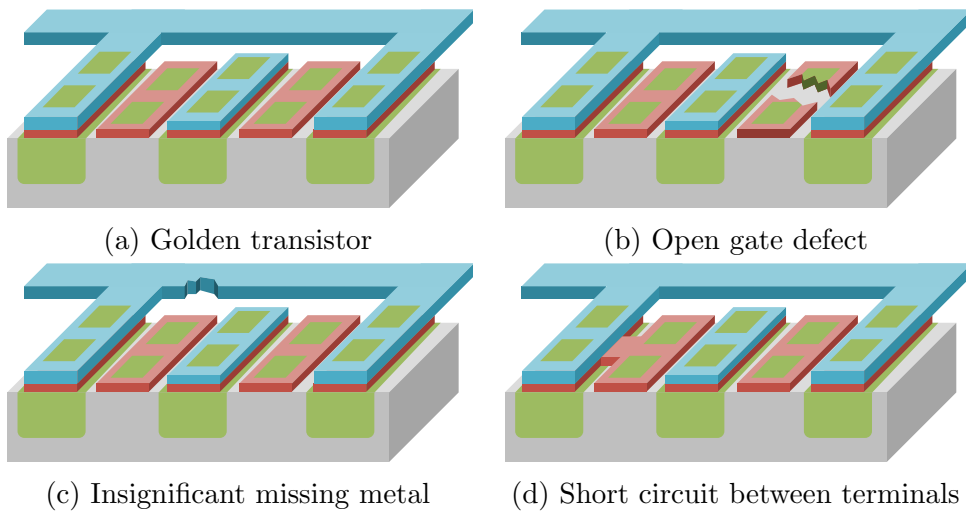 (a) Golden transistor
(b) Open gate defect
(c) Insignificant missing metal
(d) Short circuit between terminals